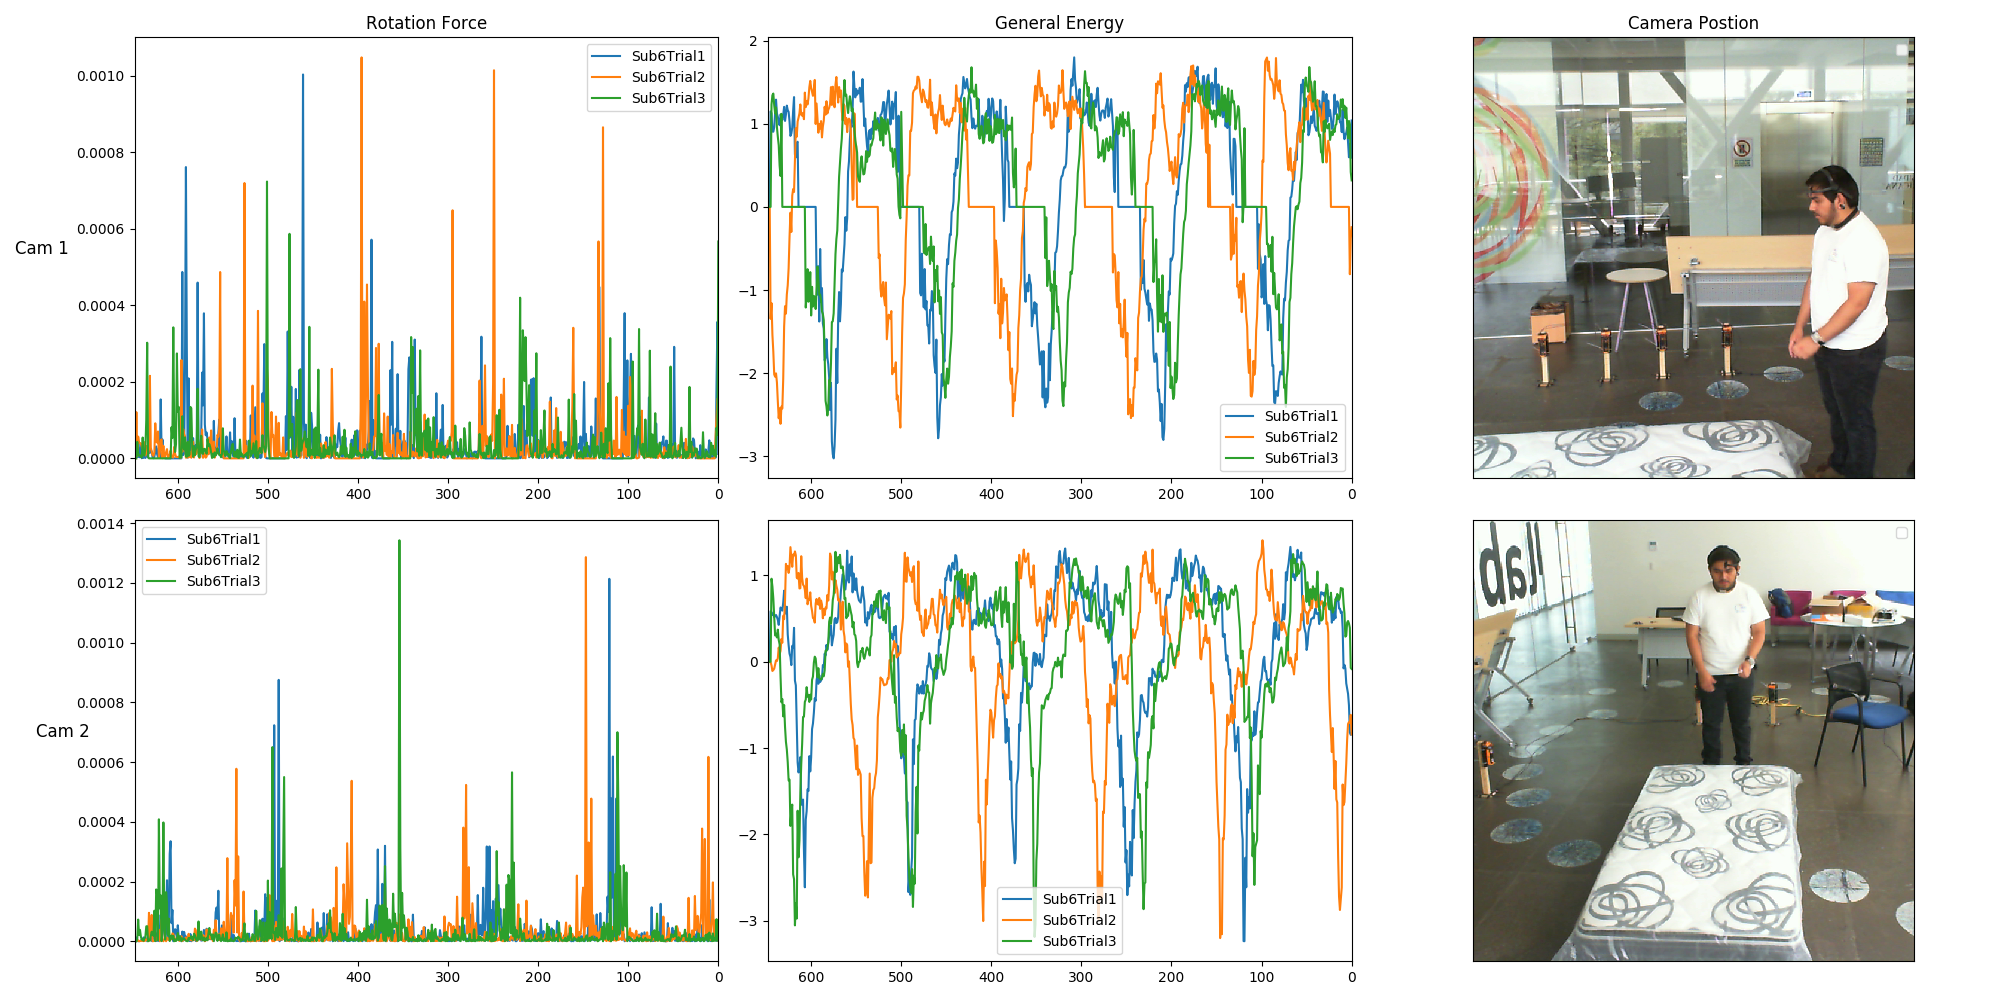 Rotation Force
General Energy
Camera Postion
Cam 1
0.0010
0.0008
0.0006
0.0004
0.0002
0.0000
Sub6Trial1
Sub6Trial2
Sub6Trial3
600 500 400 300 200 100 0
2
1
0
−1
−2
−3
Sub6Trial1
Sub6Trial2
Sub6Trial3
600 500 400 300 200 100 0
Cam 2
0.0014
0.0012
0.0010
0.0008
0.0006
0.0004
0.0002
0.0000
Sub6Trial1
Sub6Trial2
Sub6Trial3
600 500 400 300 200 100 0
1
0
−1
−2
−3
Sub6Trial1
Sub6Trial2
Sub6Trial3
600 500 400 300 200 100 0